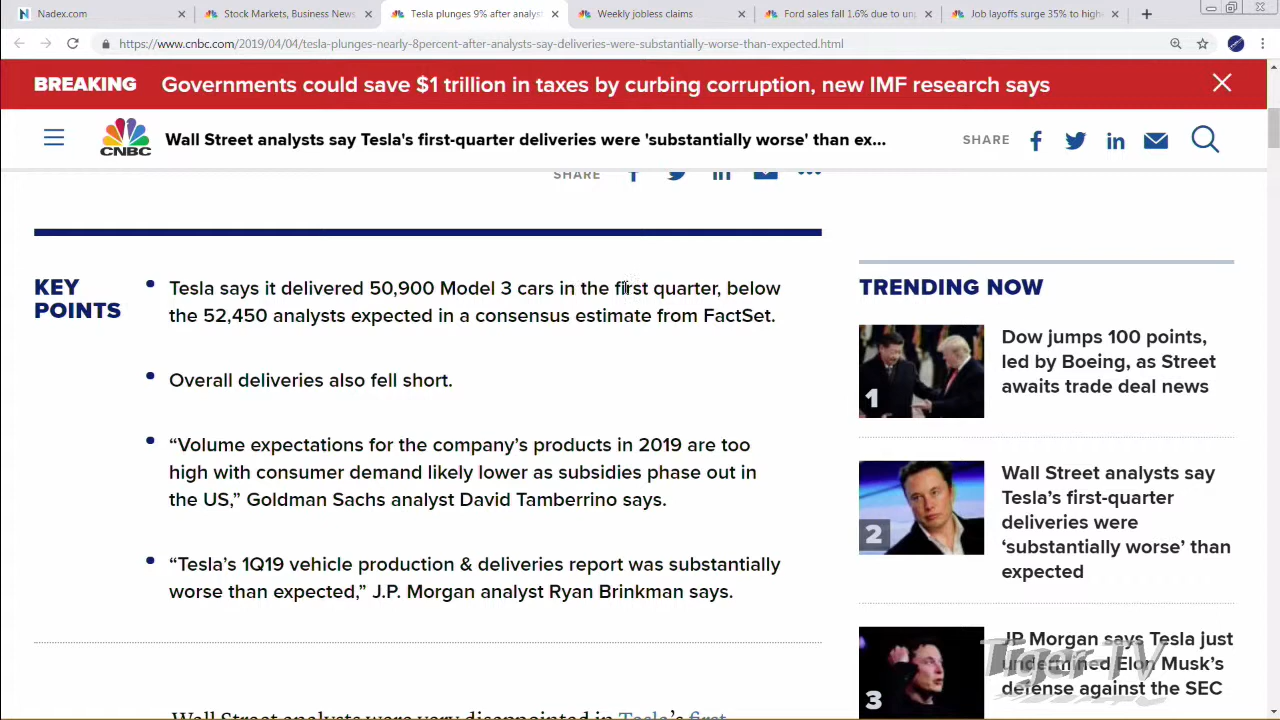 Nadex.com
Stock Markets, Business News
Tesla plunges 9% after analyst
Weekly jobless claims
Ford sales fall 1.6% due to un
Job layoffs surge 35% to high
https://www.cnbc.com/2019/04/04/tesla-plunges-nearly-8percent-after-analysts-say-deliveries-were-substantially-worse-than-expected.html
BREAKING Governments could save $1 trillion in taxes by curbing corruption, new IMF research says
CNBC
Wall Street analysts say Tesla's first-quarter deliveries were 'substantially worse' than ex...
SHARE
SHARE
KEY
POINTS
Tesla says it delivered 50,900 Model 3 cars in the first quarter, below
the 52,450 analysts expected in a consensus estimate from FactSet.
Overall deliveries also fell short.
“Volume expectations for the company’s products in 2019 are too
high with consumer demand likely lower as subsidies phase out in
the US,” Goldman Sachs analyst David Tamberrino says.
“Tesla’s 1Q19 vehicle production & deliveries report was substantially
worse than expected,” J.P. Morgan analyst Ryan Brinkman says.
Wall Street analysts were very disappointed in Tesla’s first
TRENDING NOW
1
Dow jumps 100 points,
led by Boeing, as Street
awaits trade deal news
2
Wall Street analysts say
Tesla’s first-quarter
deliveries were
‘substantially worse’ than
expected
3
JP Morgan says Tesla just
undermined Elon Musk’s
defense against the SEC
Tiger TV